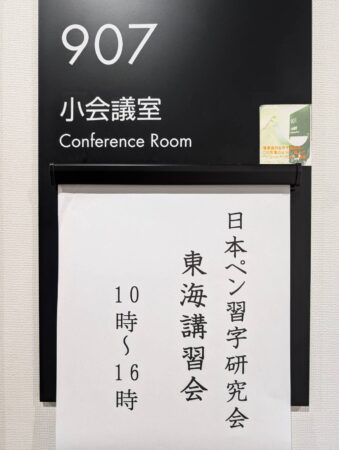 907
小会議室
Conference Room
日本ペン習字研究会
東海講習会
10時～16時